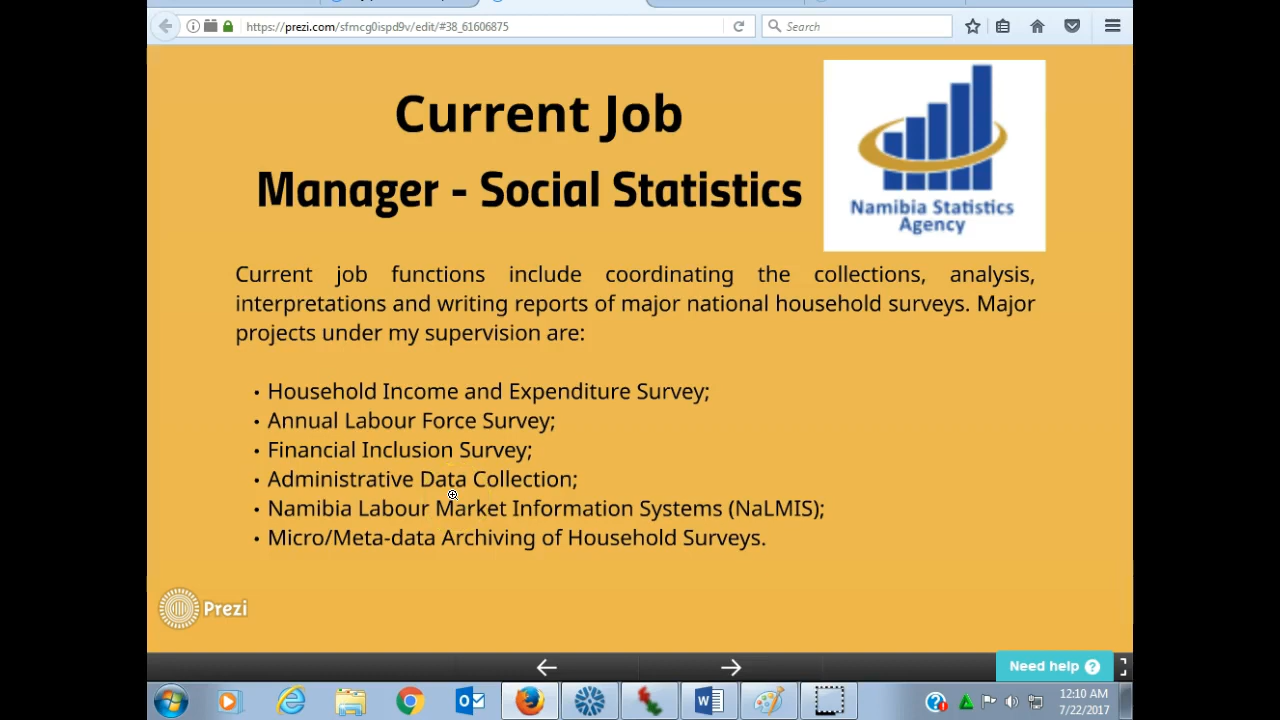 https://prezi.com/sfmcg0ispd9v/edit/#38_61606875
Search
Current Job
Manager - Social Statistics
Namibia Statistics
Agency
Current job functions include coordinating the collections, analysis,
interpretations and writing reports of major national household surveys. Major
projects under my supervision are:
• Household Income and Expenditure Survey;
• Annual Labour Force Survey;
• Financial Inclusion Survey;
• Administrative Data Collection;
• Namibia Labour Market Information Systems (NaLMIS);
• Micro/Meta-data Archiving of Household Surveys.
Prezi
Need help ?
12:10 AM
7/22/2017